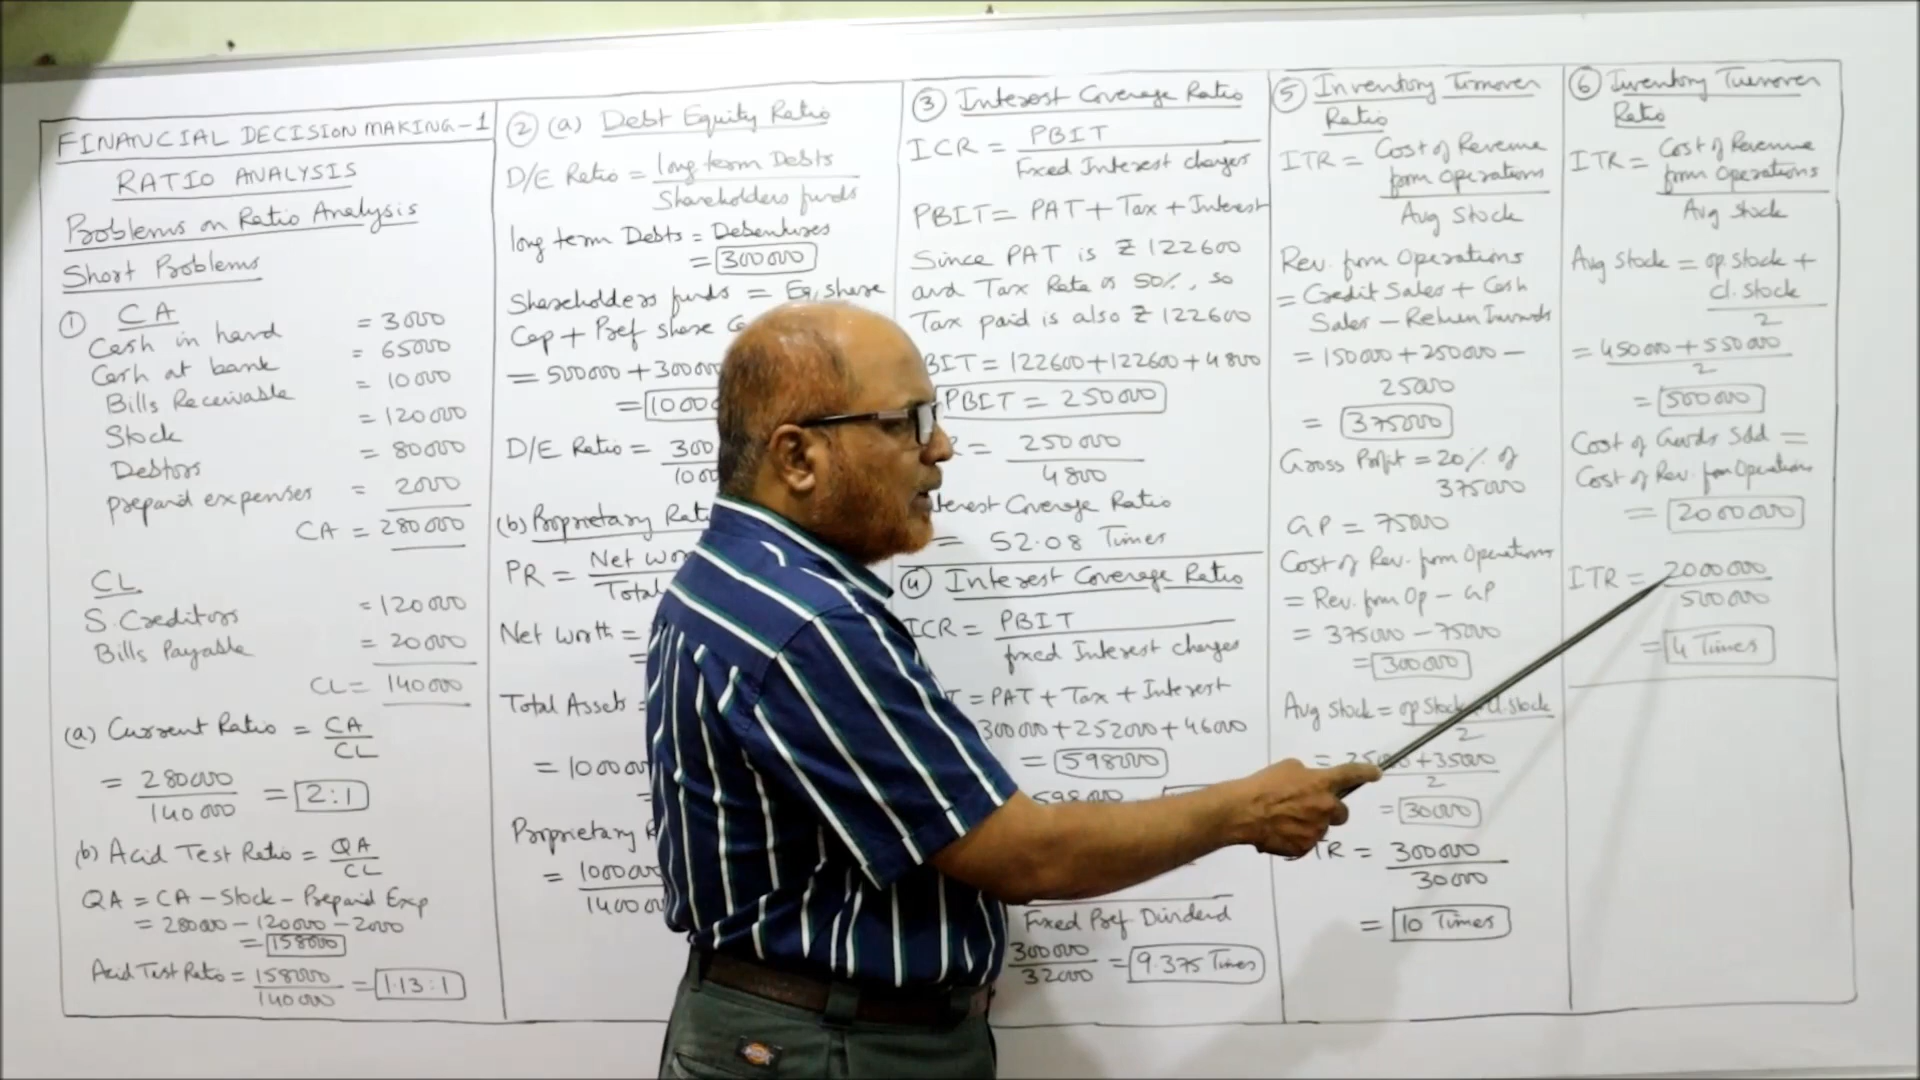 FINANCIAL DECISION MAKING-1
RATIO ANALYSIS
Problems on Ratio Analysis
Short Problems
① CA
Cash in hand = 3000
Cash at bank = 65000
Bills Receivable = 10000
Stock = 120000
Debtors = 80000
Prepaid expenses = 2000
CA = 280000
CL
S. Creditors = 120000
Bills Payable = 20000
CL = 140000
(a) Current Ratio = CA
CL
= 280000
140000
= 2:1
(b) Acid Test Ratio = QA
CL
QA = CA - Stock - Prepaid Exp
= 280000 - 120000 - 2000
= 158000
Acid Test Ratio = 158000
140000
= 1.13:1
② (a) Debt Equity Ratio
D/E Ratio = long term Debts
Shareholders funds
long term Debts = Debentures
= 300000
Shareholders funds = Eq. share
Cap + Pref share
= 500000 + 300000
= 1000
D/E Ratio = 300
1000
(b) Proprietary
PR = Net
Total
Net Worth =
Total Assets =
= 100000
Proprietary
= 100000
③ Interest Coverage Ratio
ICR = PBIT
Fixed Interest charges
PBIT = PAT + Tax + Interest
Since PAT is ₹ 122600
and Tax Rate is 50%, so
Tax paid is also ₹ 122600
BIT = 122600 + 122600 + 4800
PBIT = 250000
= 250000
4800
Interest Coverage Ratio
= 52.08 Times
④ Interest Coverage Ratio
ICR = PBIT
fixed Interest charges
= PAT + Tax + Interest
300000 + 252000 + 46000
= 598000
598000
Fixed Pref Dividend
300000
32000
= 9.375 Times
⑤ Inventory Turnover
Ratio
ITR = Cost of Revenue
from Operations
Avg Stock
Rev. from Operations
= Credit Sales + Cash
Sales - Return Inwards
= 150000 + 250000 -
25000
= 375000
Gross Profit = 20% of
375000
GP = 75000
Cost of Rev. from Operations
= Rev. from Op - GP
= 375000 - 75000
= 300000
Avg Stock = op Stock + cl. stock
2
= 25000 + 35000
2
= 30000
ITR = 300000
30000
= 10 Times
⑥ Inventory Turnover
Ratio
ITR = Cost of Revenue
from Operations
Avg Stock
Avg Stock = op stock +
cl. stock
2
= 450000 + 550000
2
= 500000
Cost of Goods Sold =
Cost of Rev. from Operations
= 2000000
ITR = 2000000
500000
= 4 Times